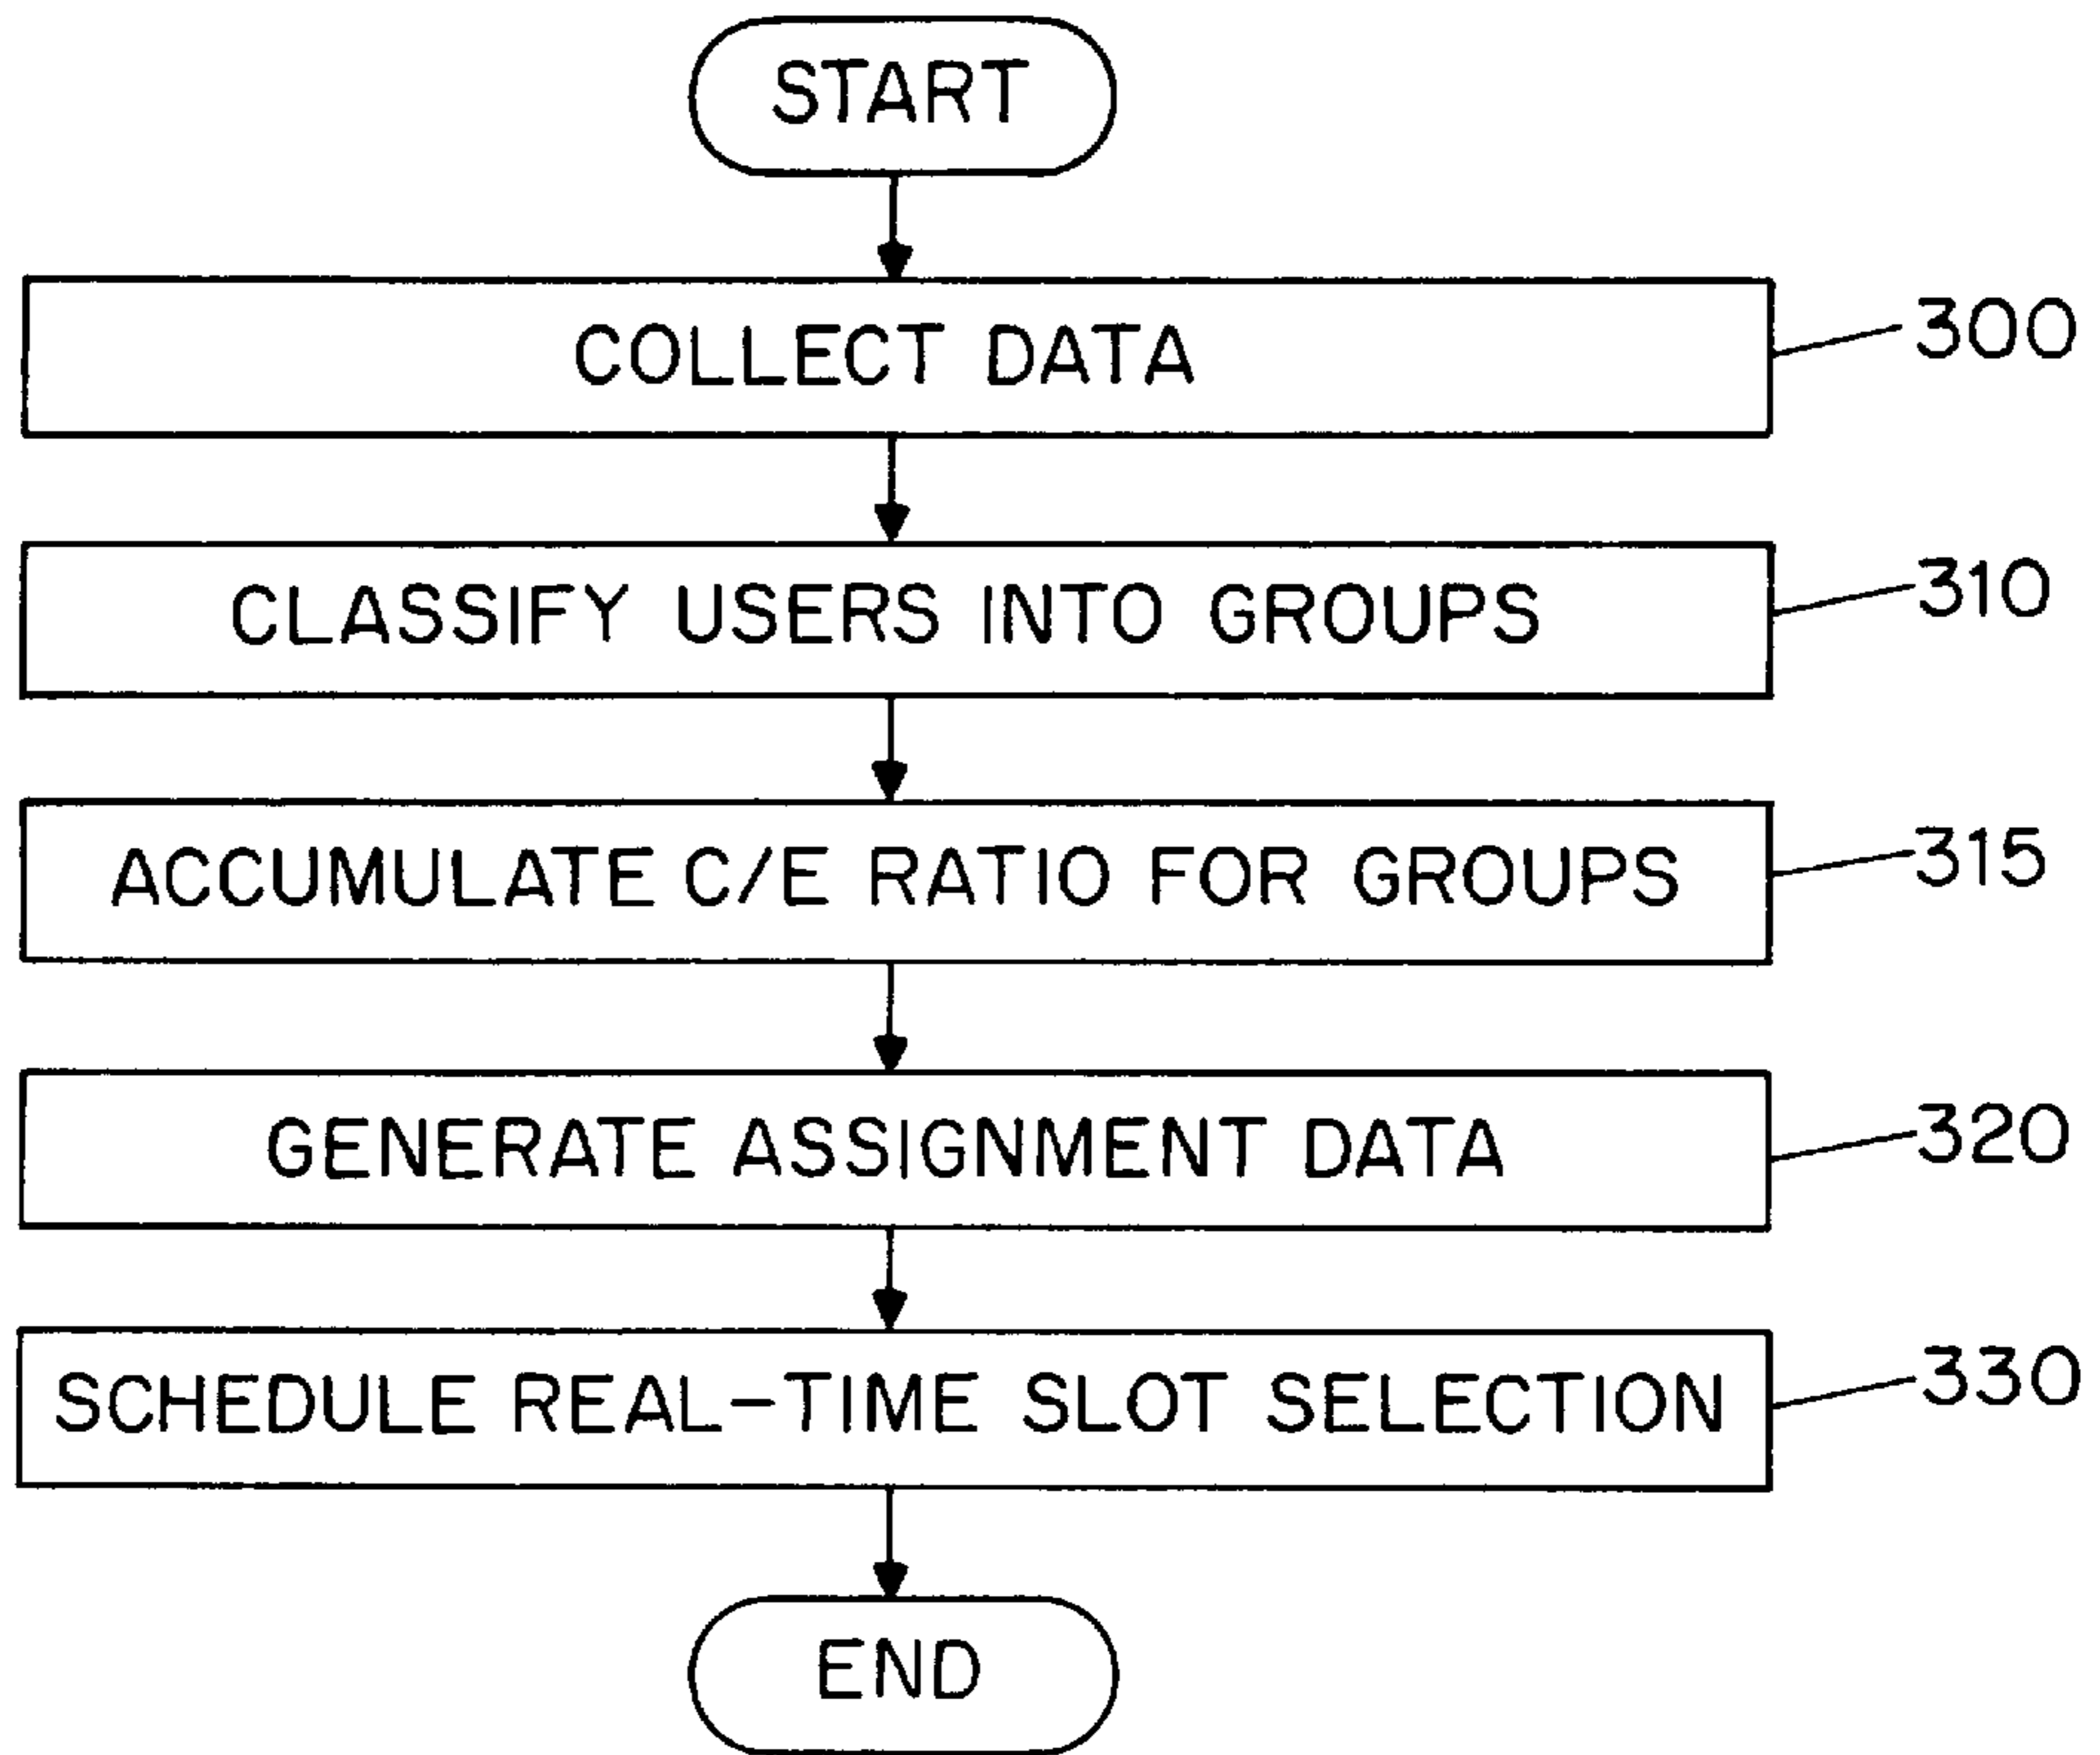 START
COLLECT DATA
300
CLASSIFY USERS INTO GROUPS
310
ACCUMULATE C/E RATIO FOR GROUPS
315
GENERATE ASSIGNMENT DATA
320
SCHEDULE REAL-TIME SLOT SELECTION
330
END